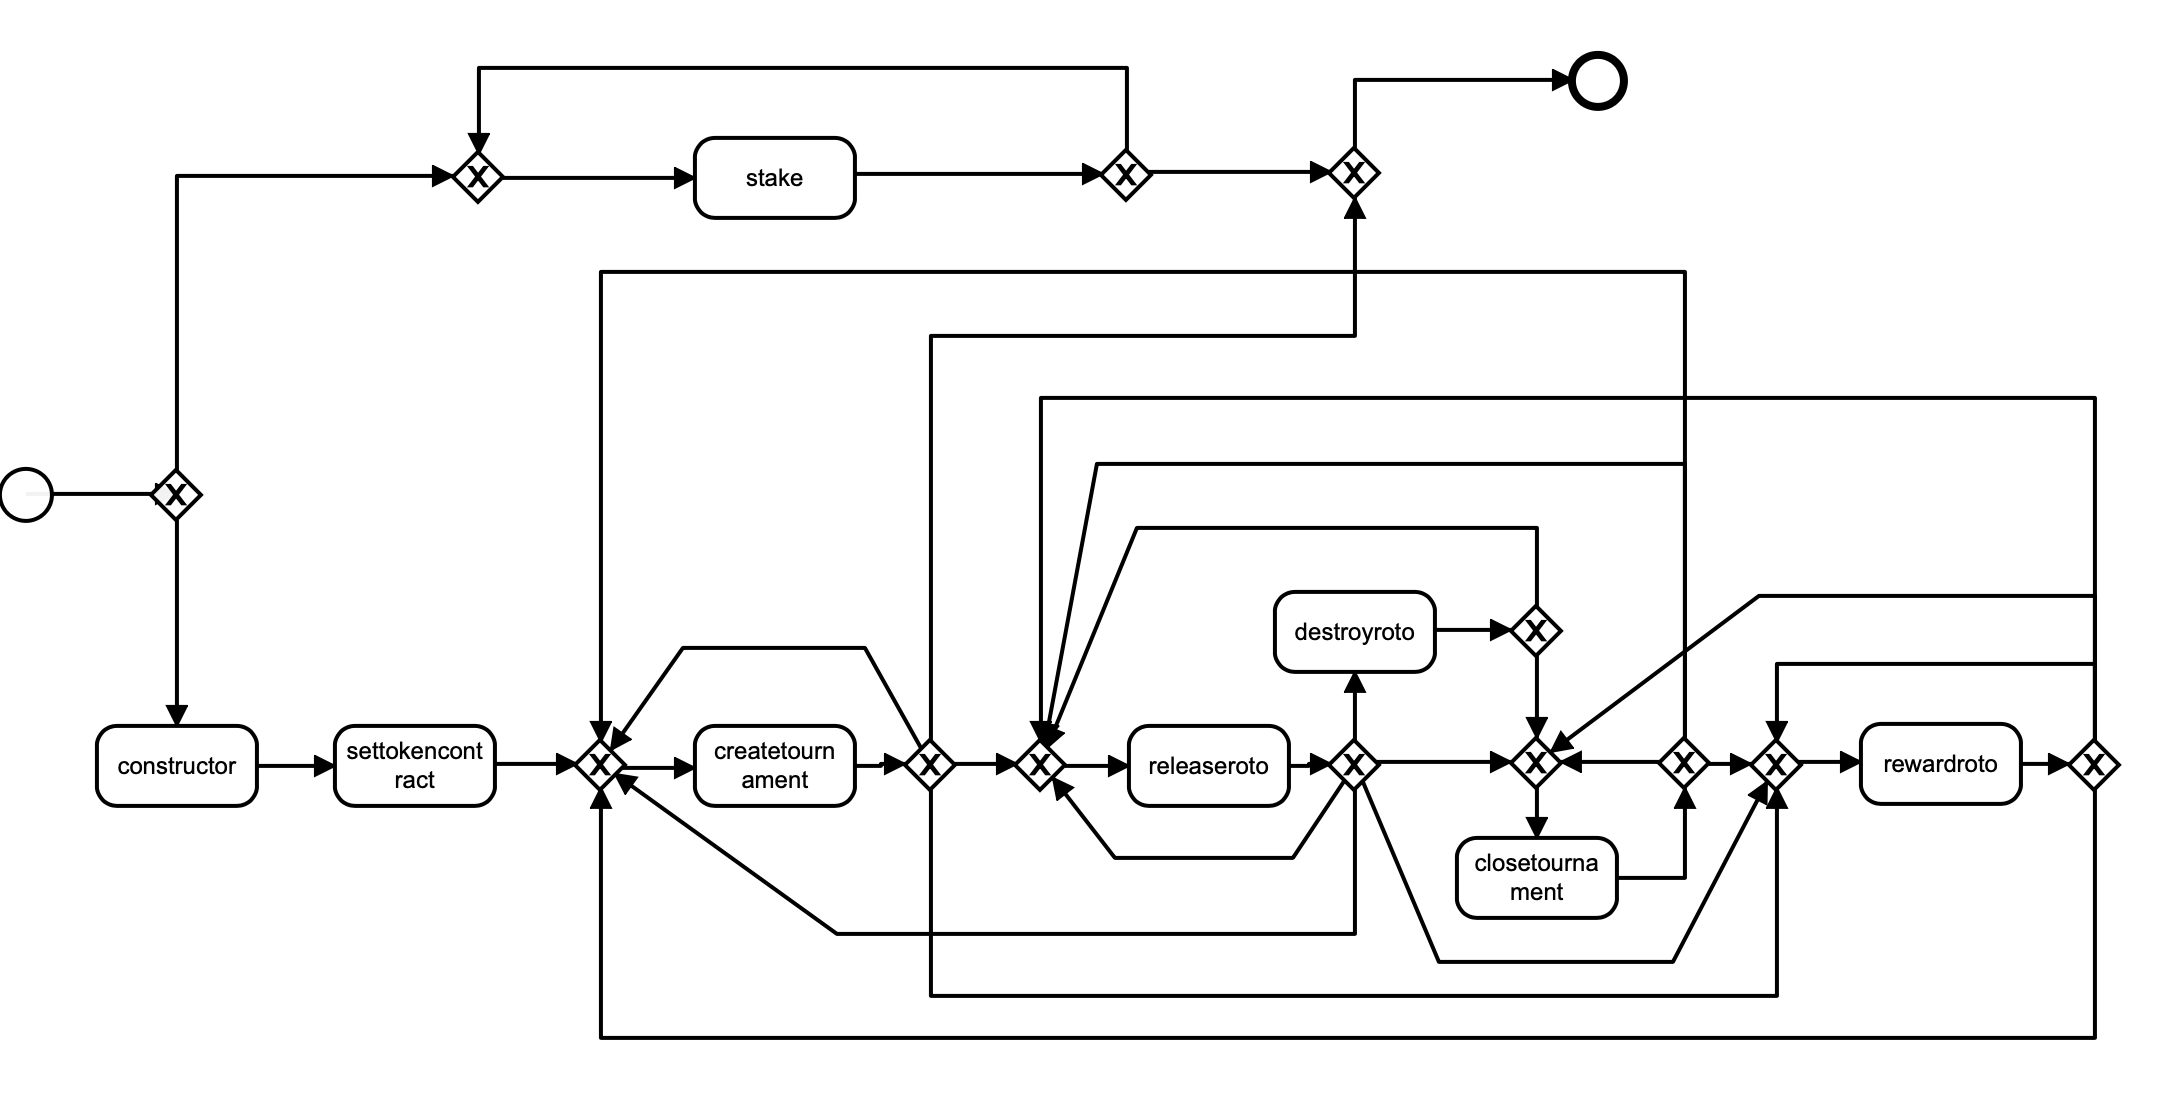 X
X
X
stake
X
destroyroto
X
constructor
settokencont
ract
X
createtourn
ament
X
X
releaseroto
X
X
X
X
rewardroto
X
closetourna
ment